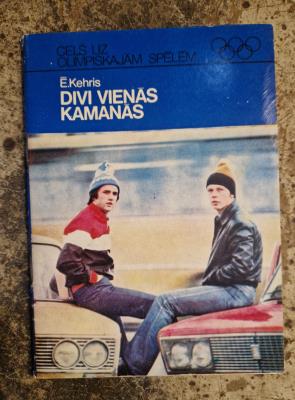 CEĻŠ UZ
OLIMPISKAJĀM SPĒLĒM
Ē.Kehris
DIVI VIENĀS
KAMANĀS